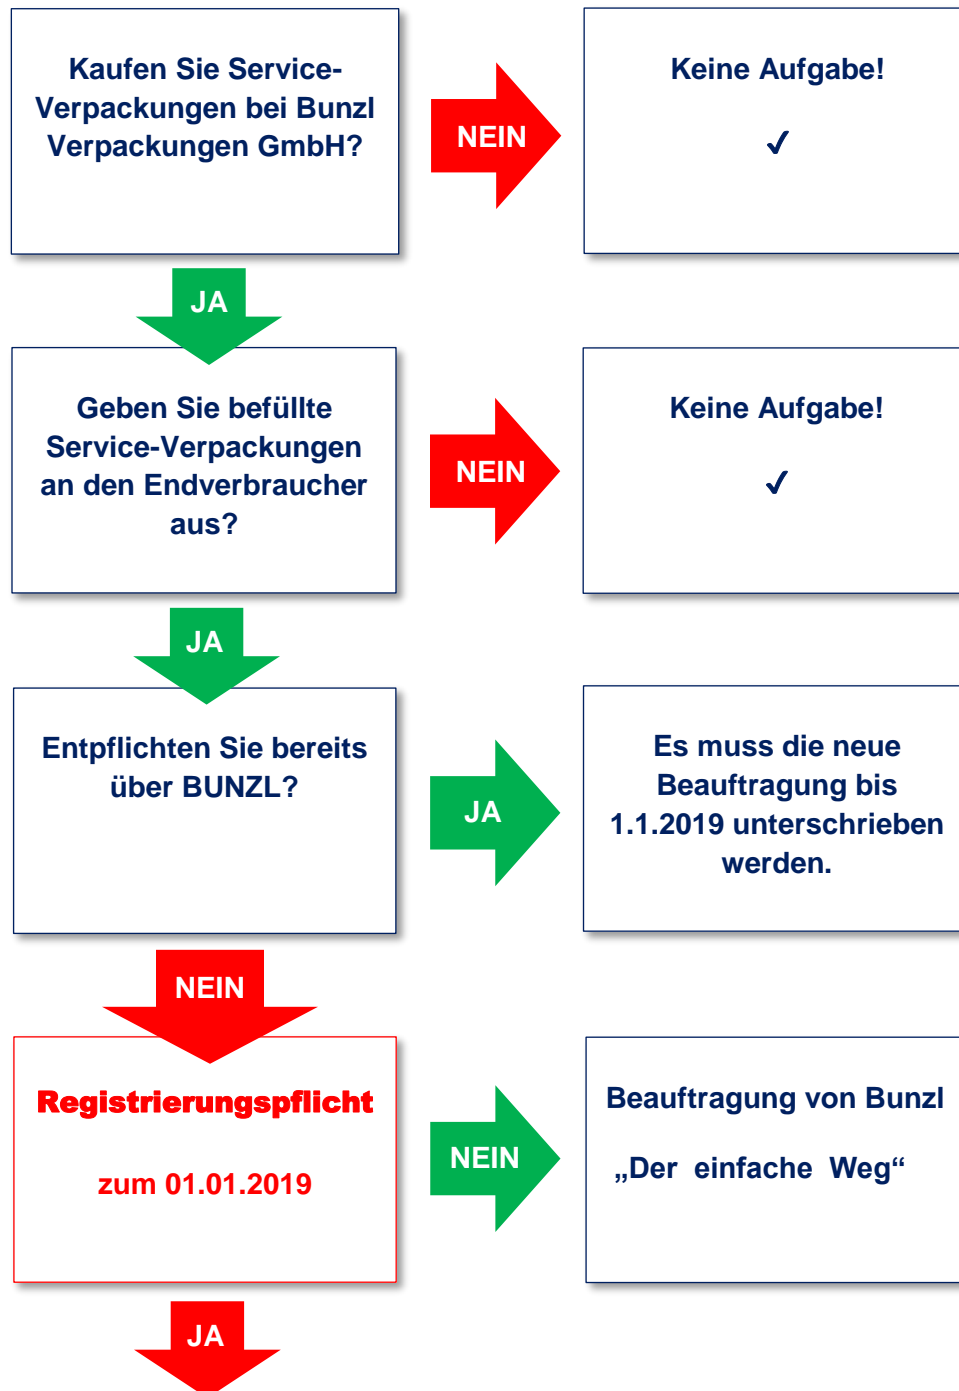 Kaufen Sie Service-
Verpackungen bei Bunzl
Verpackungen GmbH?
NEIN
Keine Aufgabe!
✓
JA
Geben Sie befüllte
Service-Verpackungen
an den Endverbraucher
aus?
NEIN
Keine Aufgabe!
✓
JA
Entpflichten Sie bereits
über BUNZL?
JA
Es muss die neue
Beauftragung bis
1.1.2019 unterschrieben
werden.
NEIN
Registrierungspflicht
zum 01.01.2019
NEIN
Beauftragung von Bunzl
„Der einfache Weg“
JA